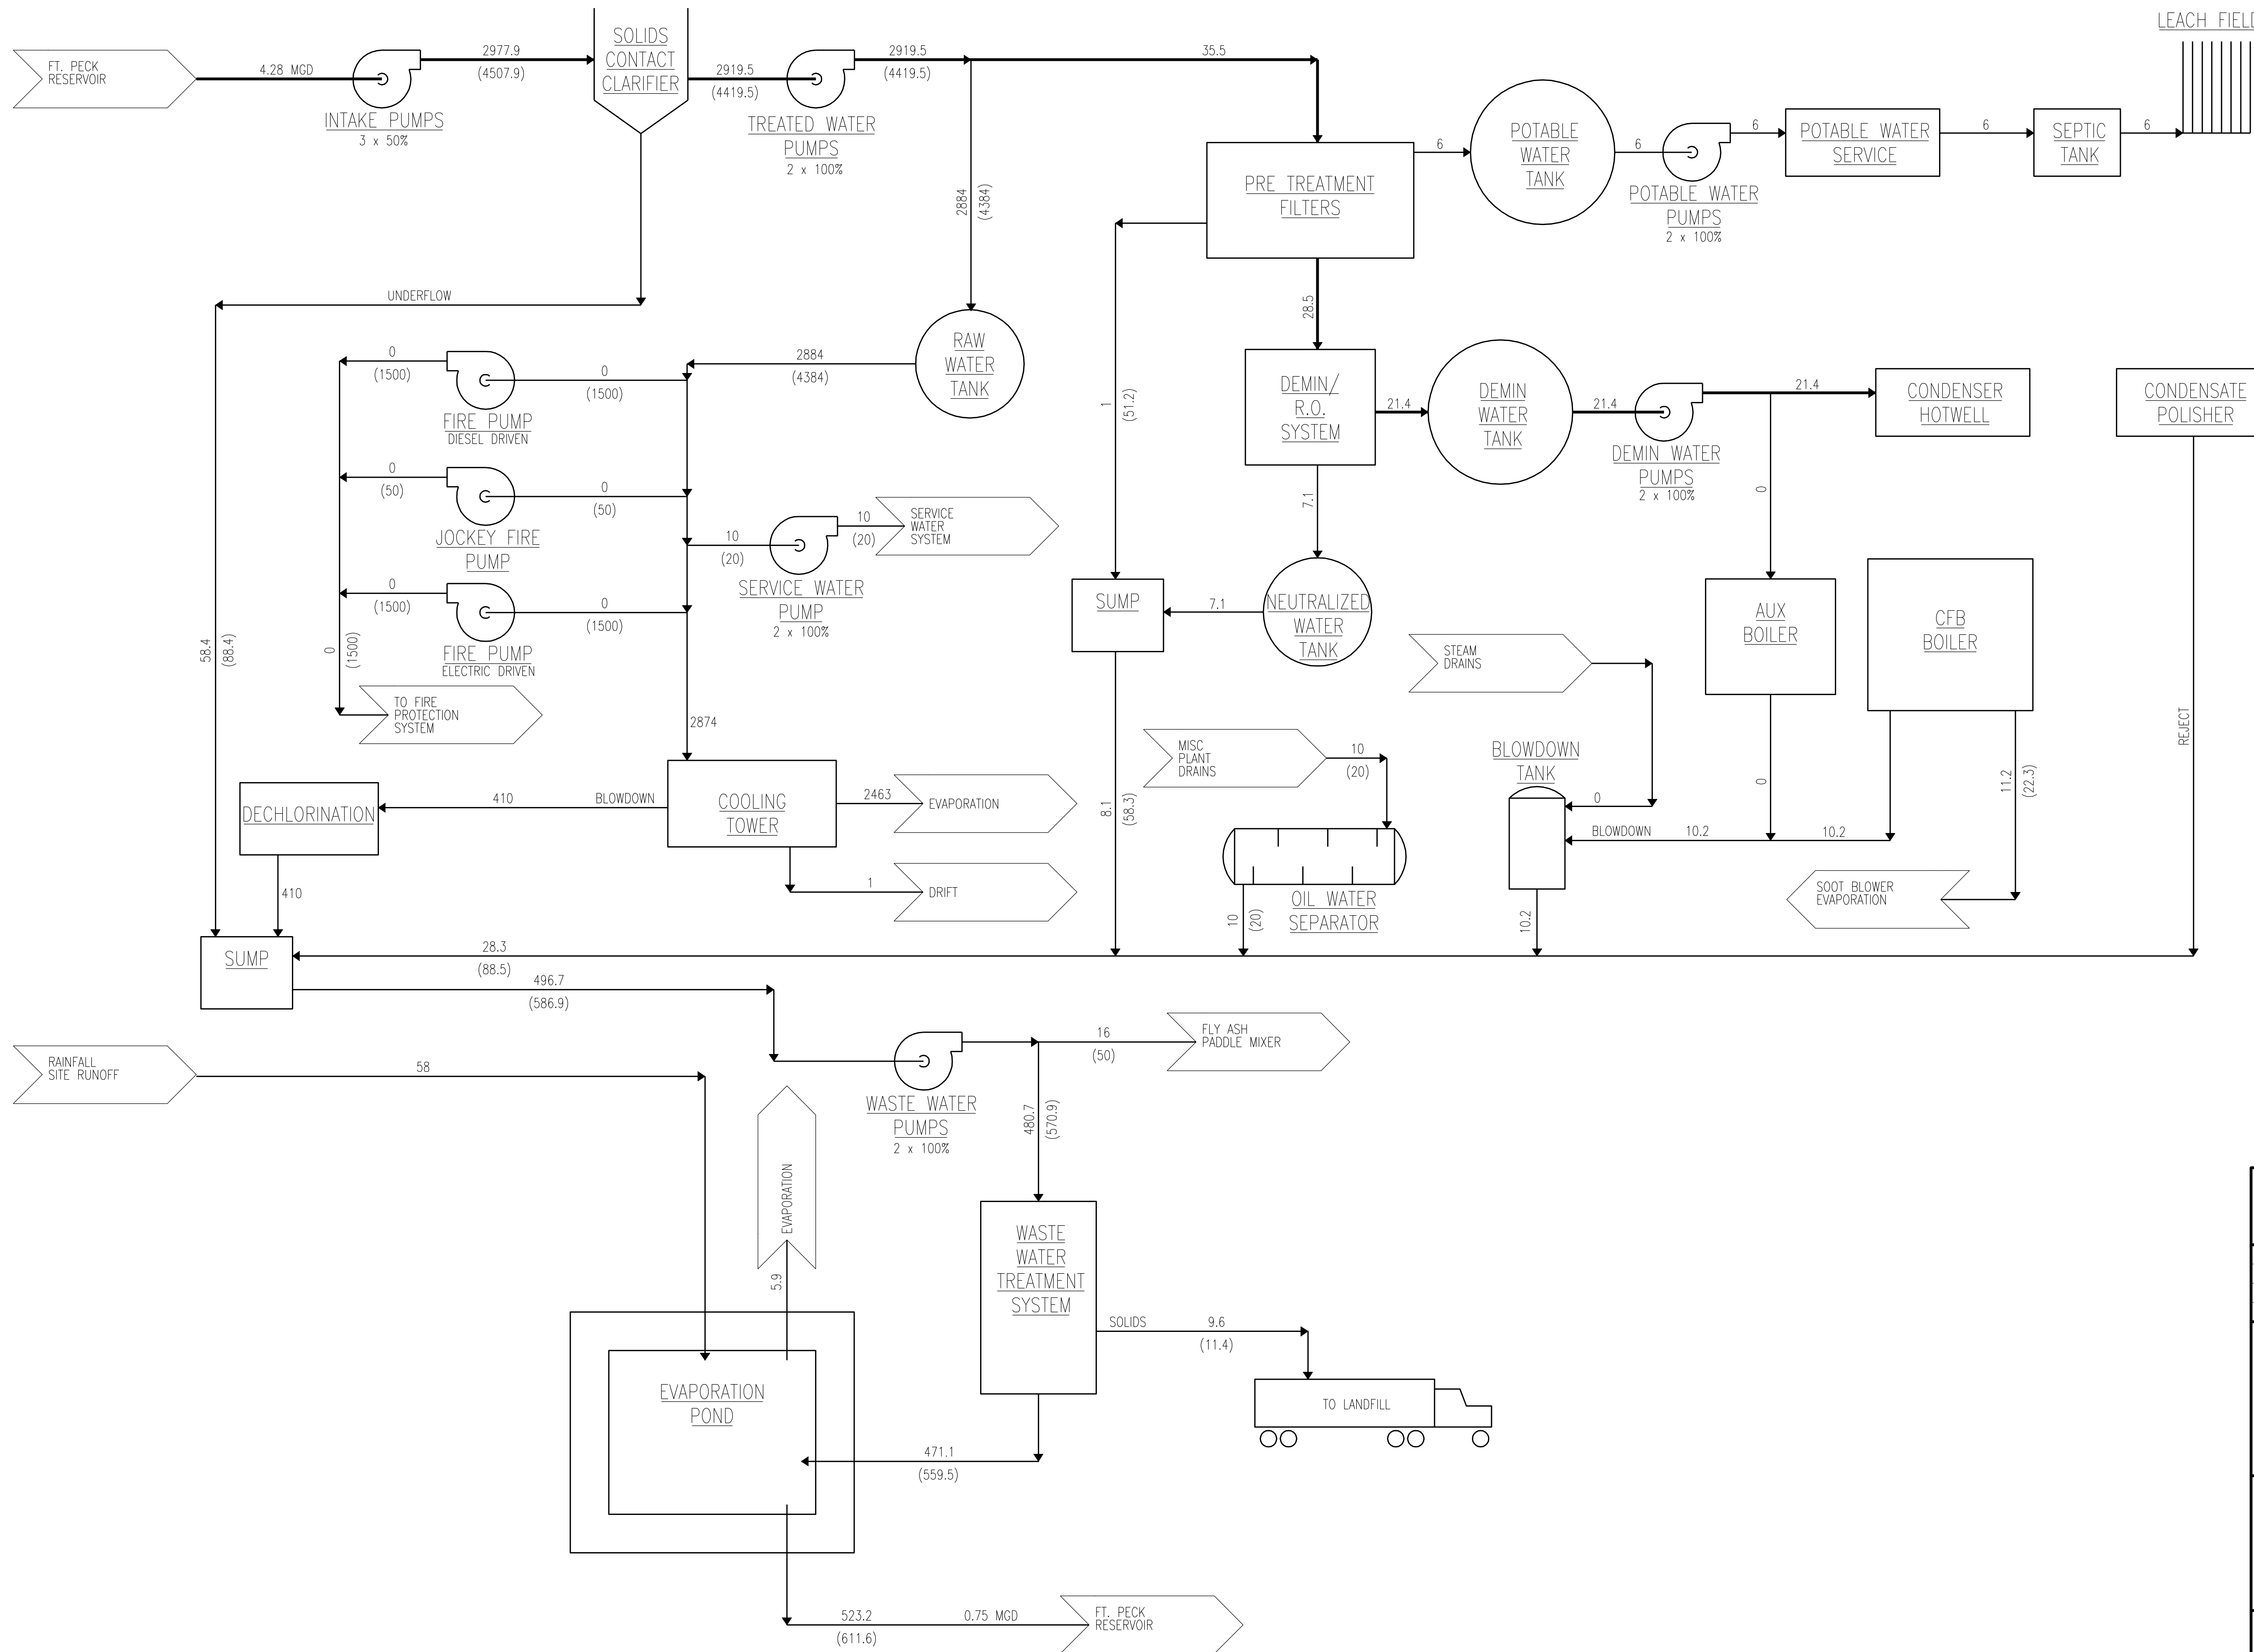 LEACH FIELD
FT. PECK
RESERVOIR
4.28 MGD
INTAKE PUMPS
3 x 50%
2977.9
(4507.9)
SOLIDS
CONTACT
CLARIFIER
2919.5
(4419.5)
TREATED WATER
PUMPS
2 x 100%
2919.5
(4419.5)
35.5
2884
(4384)
PRE TREATMENT
FILTERS
6
POTABLE
WATER
TANK
6
POTABLE WATER
PUMPS
2 x 100%
6
POTABLE WATER
SERVICE
6
SEPTIC
TANK
6
UNDERFLOW
58.4
(88.4)
1
(51.2)
28.5
RAW
WATER
TANK
2884
(4384)
0
(1500)
FIRE PUMP
DIESEL DRIVEN
0
(1500)
0
(50)
JOCKEY FIRE
PUMP
0
(50)
0
(1500)
FIRE PUMP
ELECTRIC DRIVEN
0
(1500)
0
(1500)
TO FIRE
PROTECTION
SYSTEM
10
(20)
SERVICE WATER
PUMP
2 x 100%
10
(20)
SERVICE
WATER
SYSTEM
2874
DEMIN/
R.O.
SYSTEM
21.4
DEMIN
WATER
TANK
21.4
DEMIN WATER
PUMPS
2 x 100%
21.4
CONDENSER
HOTWELL
CONDENSATE
POLISHER
0
7.1
SUMP
7.1
NEUTRALIZED
WATER
TANK
AUX
BOILER
CFB
BOILER
STEAM
DRAINS
0
MISC
PLANT
DRAINS
10
(20)
BLOWDOWN
TANK
0
BLOWDOWN
10.2
10.2
11.2
(22.3)
REJECT
8.1
(58.3)
OIL WATER
SEPARATOR
10
(20)
10.2
SOOT BLOWER
EVAPORATION
DECHLORINATION
410
BLOWDOWN
COOLING
TOWER
2463
EVAPORATION
1
DRIFT
410
SUMP
28.3
(88.5)
496.7
(586.9)
RAINFALL
SITE RUNOFF
58
WASTE WATER
PUMPS
2 x 100%
16
(50)
FLY ASH
PADDLE MIXER
480.7
(570.9)
EVAPORATION
5.9
WASTE
WATER
TREATMENT
SYSTEM
SOLIDS
9.6
(11.4)
TO LANDFILL
EVAPORATION
POND
471.1
(559.5)
523.2
(611.6)
0.75 MGD
FT. PECK
RESERVOIR